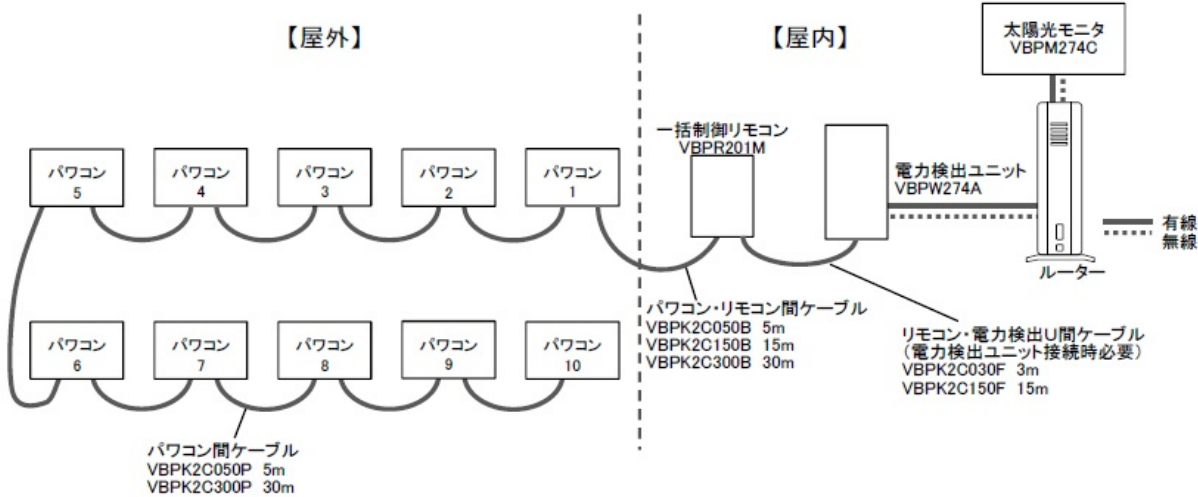 【屋外】
【屋内】
太陽光モニタ
VBPM274C
一括制御リモコン
VBPR201M
電力検出ユニット
VBPW274A
パワコン
5
パワコン
4
パワコン
3
パワコン
2
パワコン
1
有線
無線
ルーター
パワコン・リモコン間ケーブル
VBPK2C050B 5m
VBPK2C150B 15m
VBPK2C300B 30m
リモコン・電力検出U間ケーブル
(電力検出ユニット接続時必要)
VBPK2C030F 3m
VBPK2C150F 15m
パワコン
6
パワコン
7
パワコン
8
パワコン
9
パワコン
10
パワコン間ケーブル
VBPK2C050P 5m
VBPK2C300P 30m